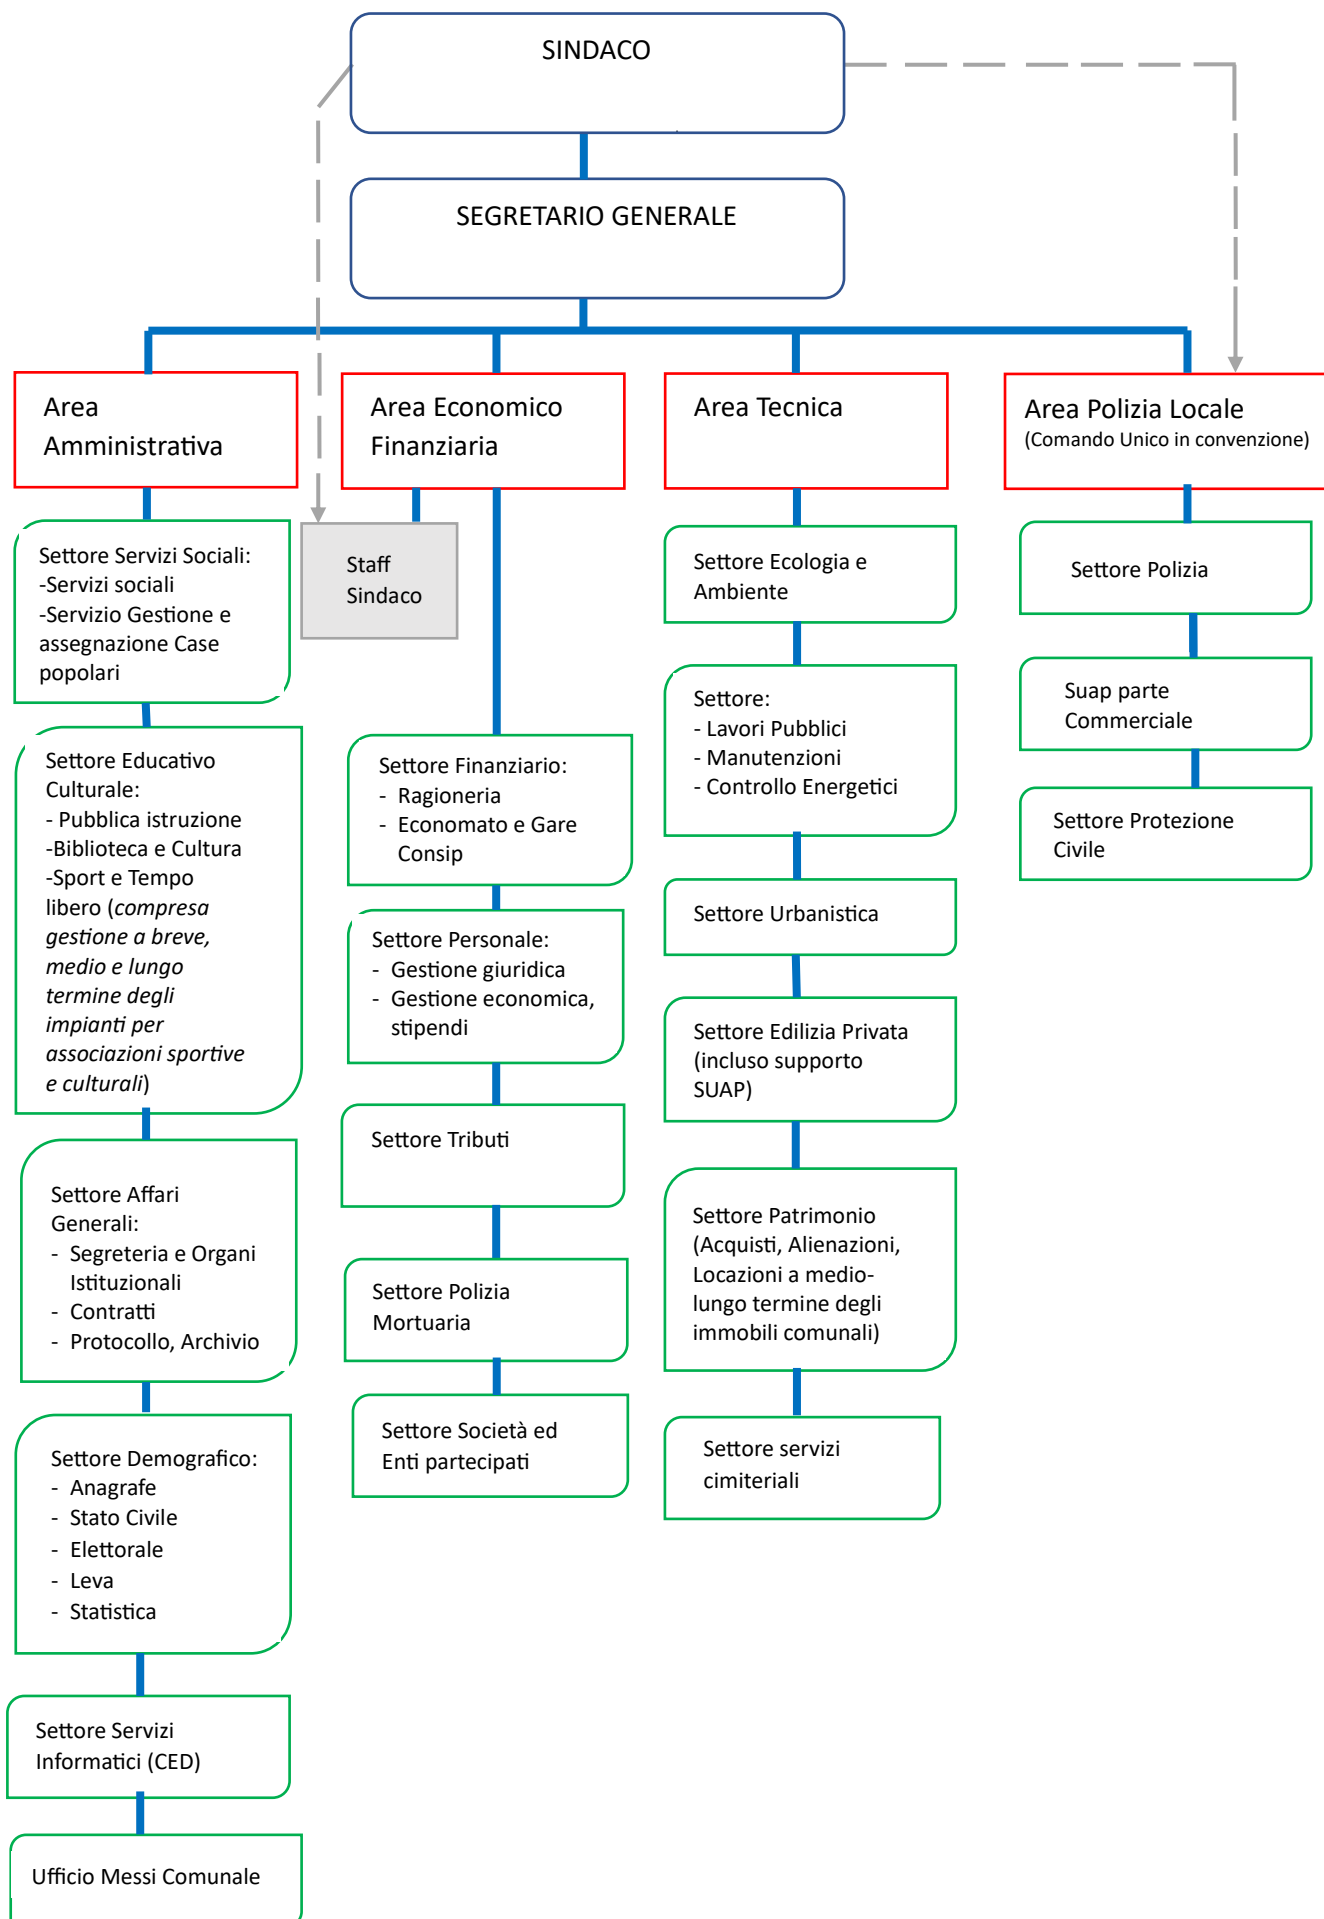 SINDACO
SEGRETARIO GENERALE
Area
Amministrativa
Settore Servizi Sociali:
-Servizi sociali
-Servizio Gestione e
assegnazione Case
popolari
Settore Educativo
Culturale:
- Pubblica istruzione
-Biblioteca e Cultura
-Sport e Tempo
libero (compresa
gestione a breve,
medio e lungo
termine degli
impianti per
associazioni sportive
e culturali)
Settore Affari
Generali:
- Segreteria e Organi
Istituzionali
- Contratti
- Protocollo, Archivio
Settore Demografico:
- Anagrafe
- Stato Civile
- Elettorale
- Leva
- Statistica
Settore Servizi
Informatici (CED)
Ufficio Messi Comunale
Area Economico
Finanziaria
Staff
Sindaco
Settore Finanziario:
- Ragioneria
- Economato e Gare
Consip
Settore Personale:
- Gestione giuridica
- Gestione economica,
stipendi
Settore Tributi
Settore Polizia
Mortuaria
Settore Società ed
Enti partecipati
Area Tecnica
Settore Ecologia e
Ambiente
Settore:
- Lavori Pubblici
- Manutenzioni
- Controllo Energetici
Settore Urbanistica
Settore Edilizia Privata
(incluso supporto
SUAP)
Settore Patrimonio
(Acquisti, Alienazioni,
Locazioni a medio-
lungo termine degli
immobili comunali)
Settore servizi
cimiteriali
Area Polizia Locale
(Comando Unico in convenzione)
Settore Polizia
Suap parte
Commerciale
Settore Protezione
Civile